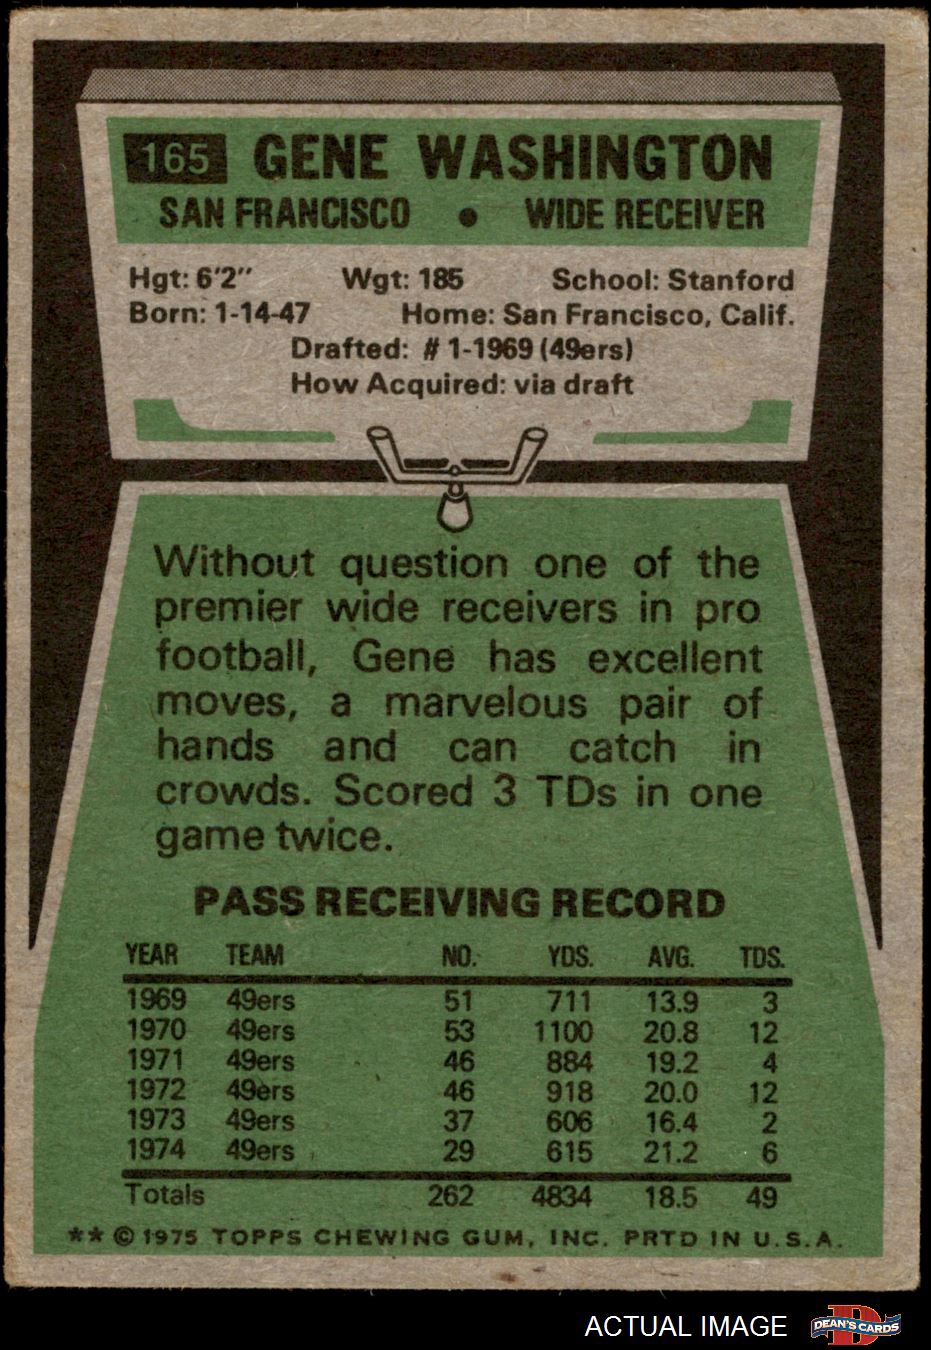 165 GENE WASHINGTON
SAN FRANCISCO • WIDE RECEIVER
Hgt: 6'2" Wgt: 185 School: Stanford
Born: 1-14-47 Home: San Francisco, Calif.
Drafted: # 1-1969 (49ers)
How Acquired: via draft
Without question one of the
premier wide receivers in pro
football, Gene has excellent
moves, a marvelous pair of
hands and can catch in
crowds. Scored 3 TDs in one
game twice.
PASS RECEIVING RECORD
YEAR TEAM NO. YDS. AVG. TDS.
1969 49ers 51 711 13.9 3
1970 49ers 53 1100 20.8 12
1971 49ers 46 884 19.2 4
1972 49ers 46 918 20.0 12
1973 49ers 37 606 16.4 2
1974 49ers 29 615 21.2 6
Totals 262 4834 18.5 49
** © 1975 TOPPS CHEWING GUM, INC. PRTD IN U.S.A.
ACTUAL IMAGE D DEAN'S CARDS